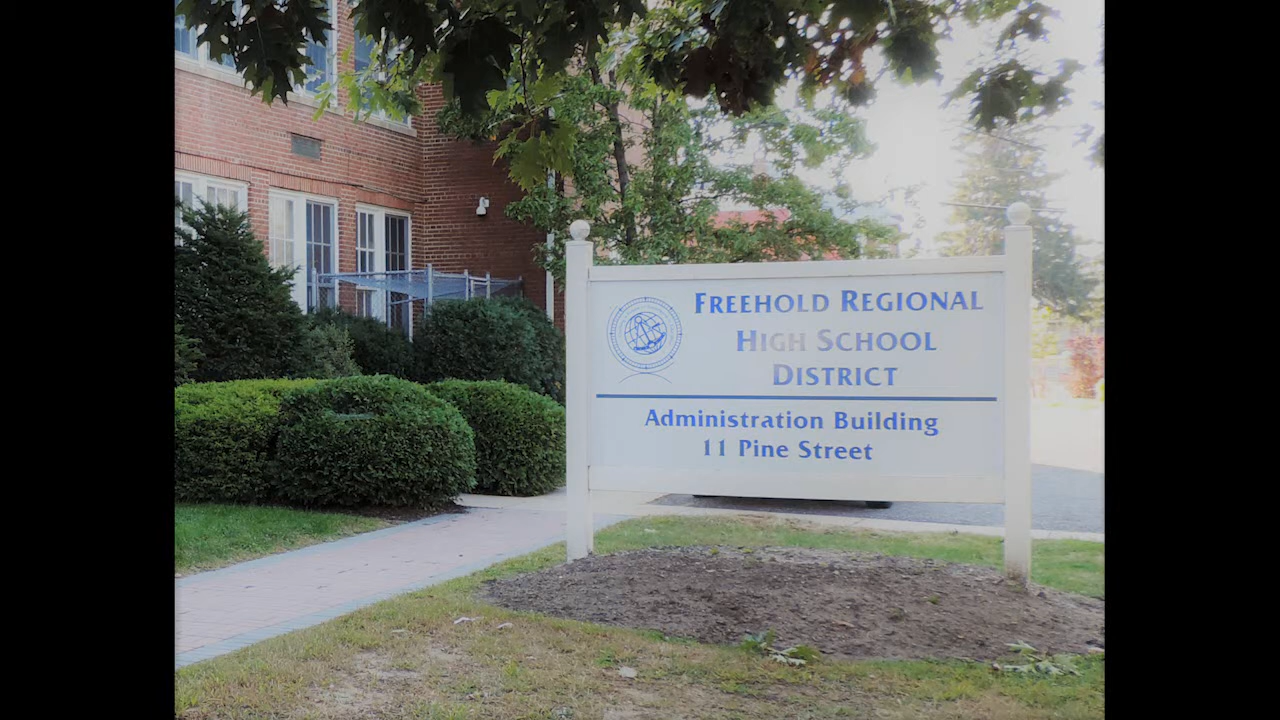 FREEHOLD REGIONAL
HIGH SCHOOL
DISTRICT
Administration Building
11 Pine Street